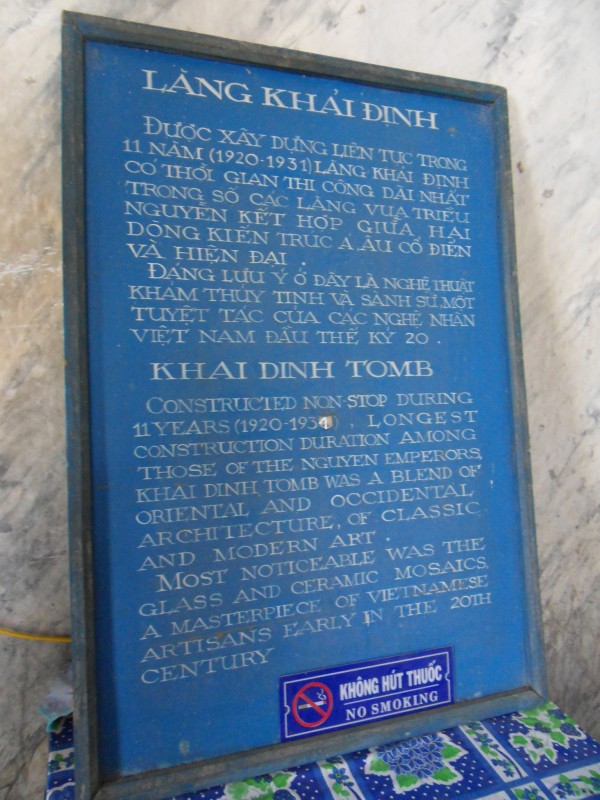 LĂNG KHẢI ĐỊNH
ĐƯỢC XÂY DỰNG LIÊN TỤC TRONG
11 NĂM (1920-1931) LĂNG KHẢI ĐỊNH
CÓ THỜI GIAN THI CÔNG DÀI NHẤT
TRONG SỐ CÁC LĂNG VUA TRIỀU
NGUYỄN KẾT HỢP GIỮA HAI
DÒNG KIẾN TRÚC Á.ÂU CỔ ĐIỂN
VÀ HIỆN ĐẠI .
ĐÁNG LƯU Ý Ở ĐÂY LÀ NGHỆ THUẬT
KHẢM THỦY TINH VÀ SÀNH SỨ.MỘT
TUYỆT TÁC CỦA CÁC NGHỆ NHÂN
VIỆT NAM ĐẦU THẾ KỶ 20 .
KHAI DINH TOMB
CONSTRUCTED NON-STOP DURING
11 YEARS (1920-1931) , LONGEST
CONSTRUCTION DURATION AMONG
THOSE OF THE NGUYEN EMPERORS,
KHAI DINH TOMB WAS A BLEND OF
ORIENTAL AND OCCIDENTAL
ARCHITECTURE, OF CLASSIC
AND MODERN ART .
MOST NOTICEABLE WAS THE
GLASS AND CERAMIC MOSAICS,
A MASTERPIECE OF VIETNAMESE
ARTISANS EARLY IN THE 20TH
CENTURY
KHÔNG HÚT THUỐC
NO SMOKING